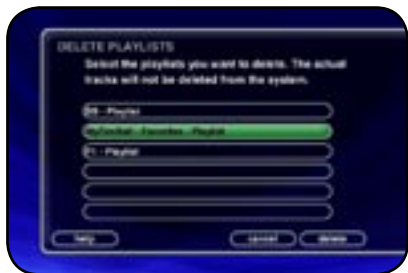 DELETE PLAYLISTS
Select the playlists you want to delete. The actual
tracks will not be deleted from the system.
- Playlist
- Favorites - Playlist
- Playlist
help
cancel
delete